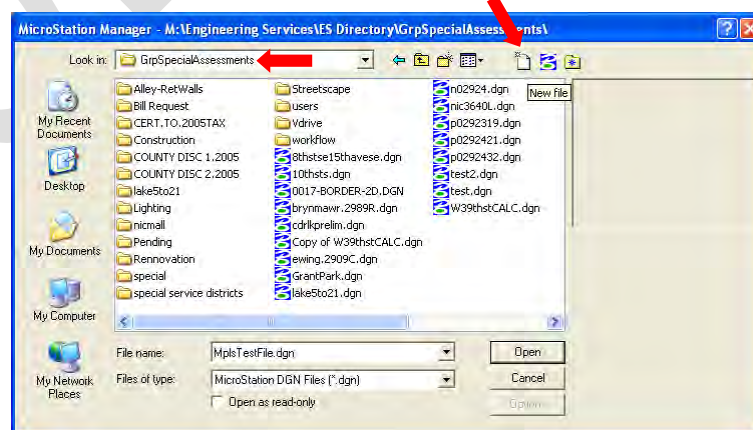 MicroStation Manager - M:\Engineering Services\ES Directory\GrpSpecialAssessments\
Look in:
GrpSpecialAssessments
New file
My Recent Documents
Desktop
My Documents
My Computer
My Network Places
Alley-RetWalls
Bill Request
CERT.TO.2005TAX
Construction
COUNTY DISC 1.2005
COUNTY DISC 2.2005
lake5to21
Lighting
nicmall
Pending
Rennovation
special
special service districts
Streetscape
users
Vdrive
workflow
8thstse15thavese.dgn
10thsts.dgn
0017-BORDER-2D.DGN
brynmawr.2989R.dgn
cdrlkprelim.dgn
Copy of W39thstCALC.dgn
ewing.2909C.dgn
GrantPark.dgn
lake5to21.dgn
n02924.dgn
nic3640L.dgn
p0292319.dgn
p0292421.dgn
p0292432.dgn
test2.dgn
test.dgn
W39thstCALC.dgn
File name:
MplsTestFile.dgn
Open
Files of type:
MicroStation DGN Files (*.dgn)
Cancel
Open as read-only
Options